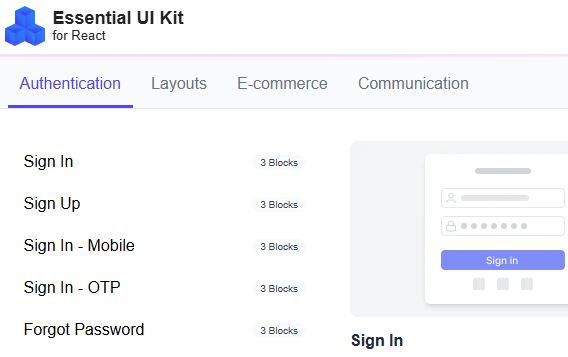 Essential UI Kit
for React
Authentication Layouts E-commerce Communication
Sign In 3 Blocks
Sign Up 3 Blocks
Sign In - Mobile 3 Blocks
Sign In - OTP 3 Blocks
Forgot Password 3 Blocks
Sign in
Sign In